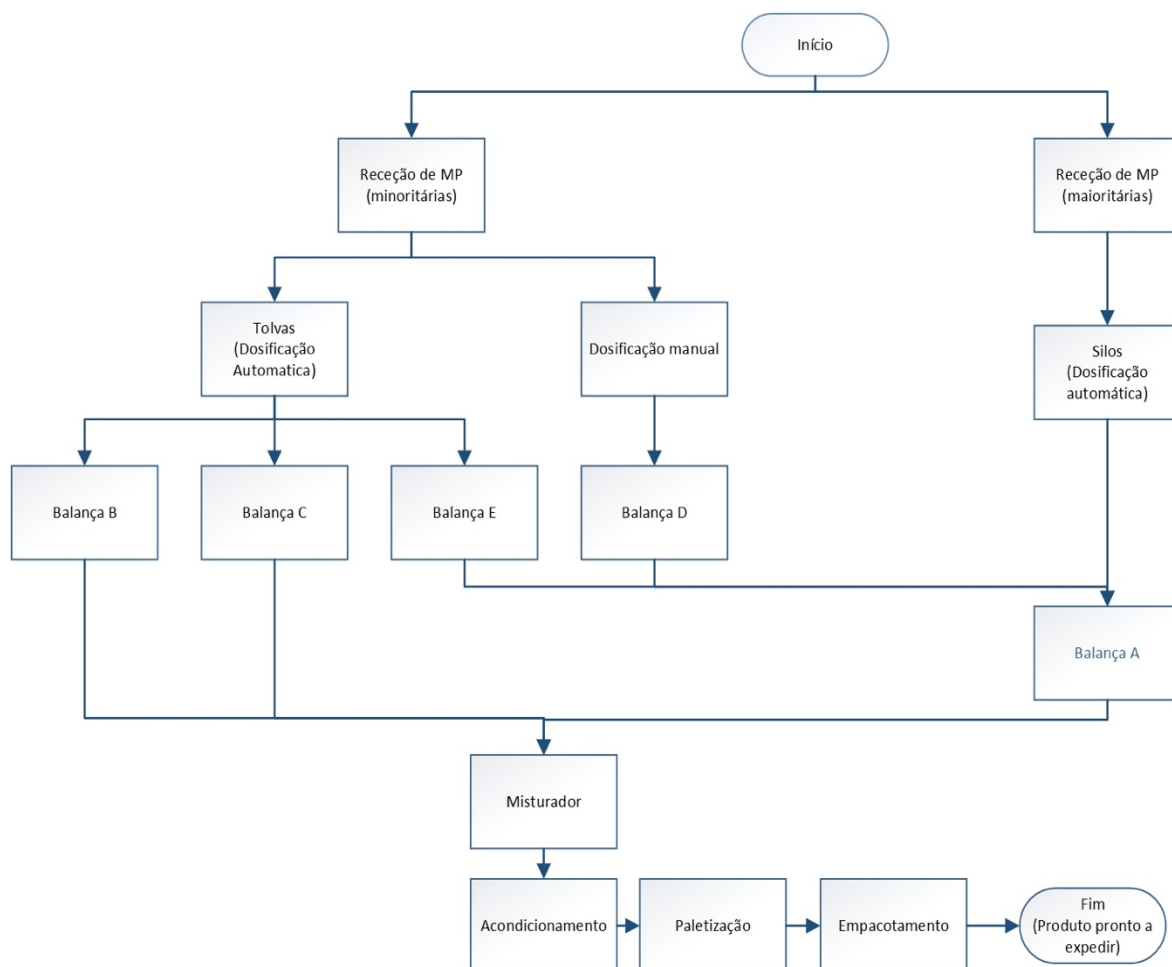 Início
Receção de MP
(minoritárias)
Receção de MP
(maioritárias)
Tolvas
(Dosificação
Automatica)
Dosificação manual
Silos
(Dosificação
automática)
Balança B
Balança C
Balança E
Balança D
Balança A
Misturador
Acondicionamento
Paletização
Empacotamento
Fim
(Produto pronto a
expedir)